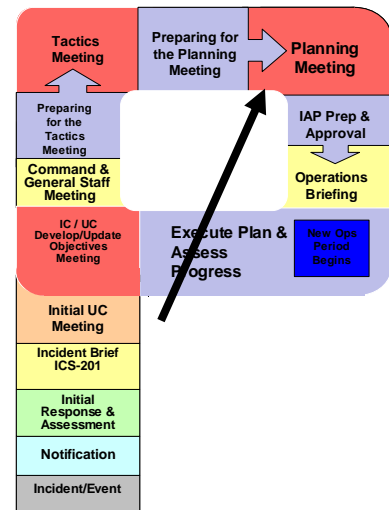 Tactics
Meeting
Preparing for
the Planning
Meeting
Planning
Meeting
Preparing
for the
Tactics
Meeting
IAP Prep &
Approval
Command &
General Staff
Meeting
Operations
Briefing
IC / UC
Develop/Update
Objectives
Meeting
Execute Plan &
Assess
Progress
New Ops
Period
Begins
Initial UC
Meeting
Incident Brief
ICS-201
Initial
Response &
Assessment
Notification
Incident/Event